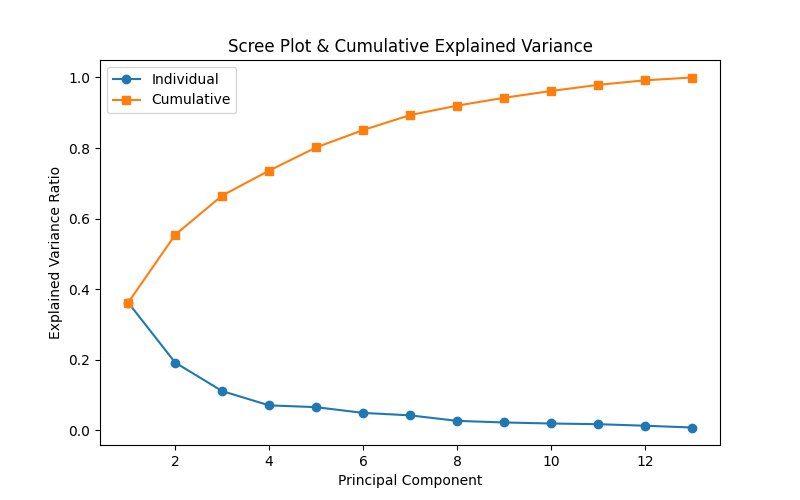 Scree Plot & Cumulative Explained Variance
Individual
Cumulative
Explained Variance Ratio
1.0
0.8
0.6
0.4
0.2
0.0
2 4 6 8 10 12
Principal Component